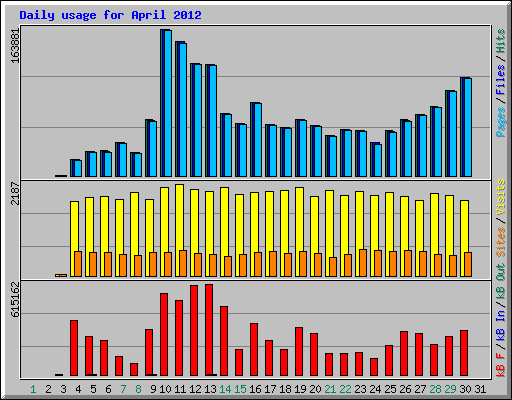 Daily usage for April 2012
163881
Pages / Files / Hits
2187
Sites / Visits
615162
kB F / kB In / kB Out
1 2 3 4 5 6 7 8 9 10 11 12 13 14 15 16 17 18 19 20 21 22 23 24 25 26 27 28 29 30 31